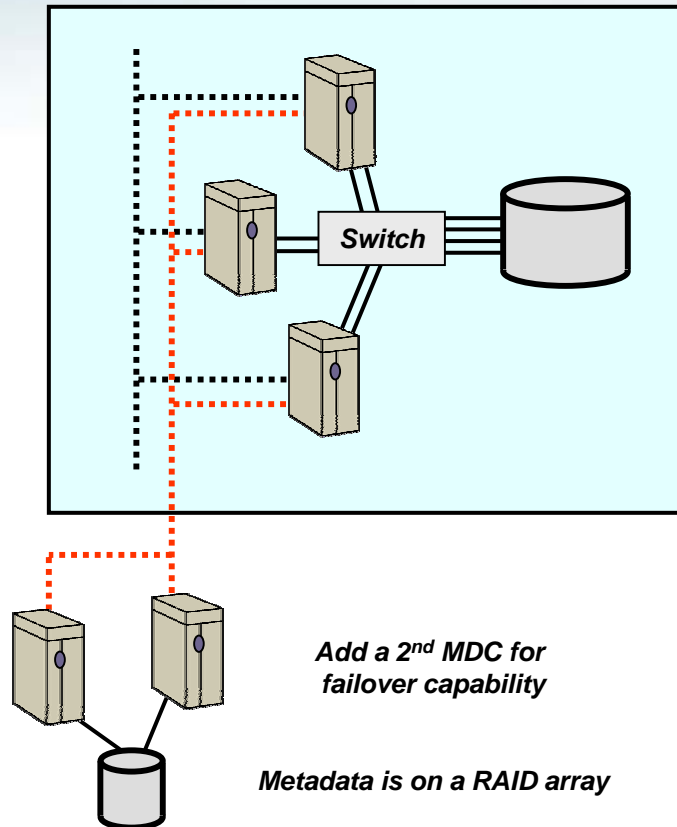 Switch
Add a 2nd MDC for
failover capability
Metadata is on a RAID array